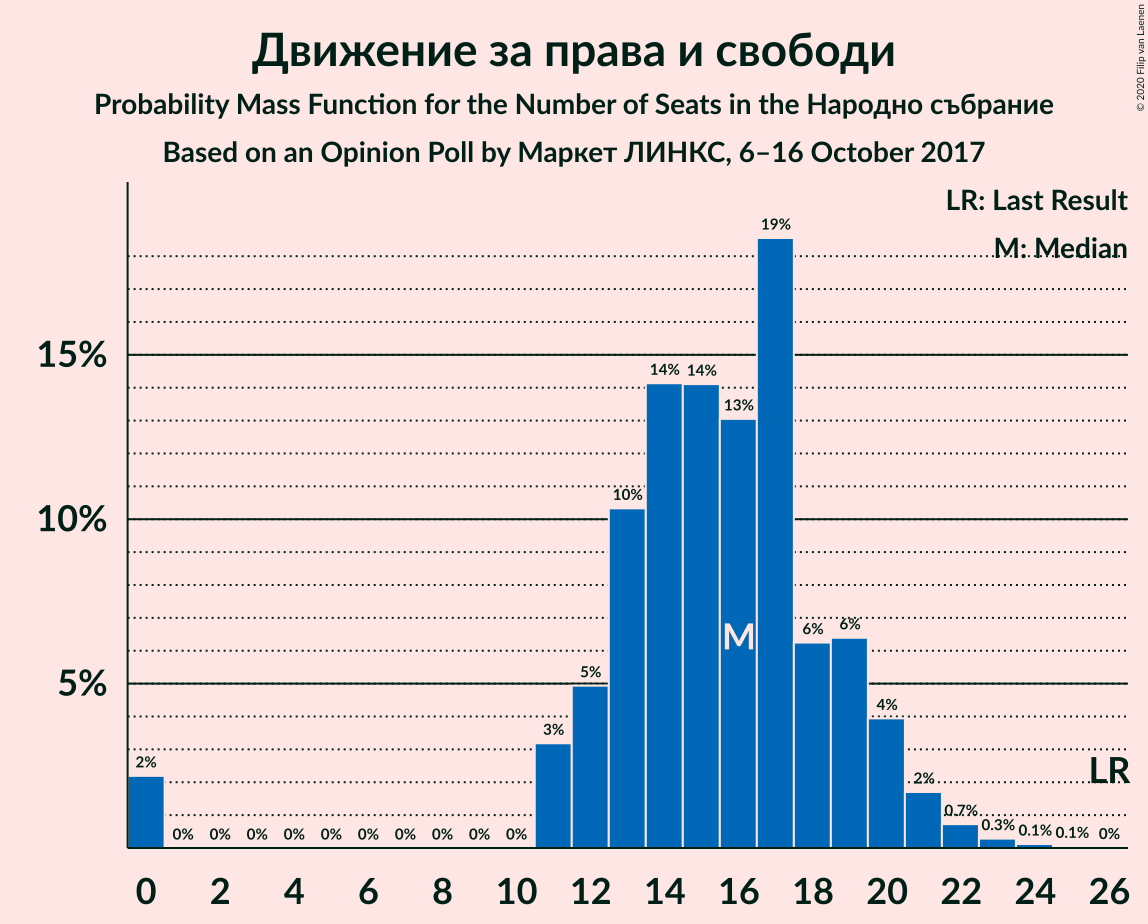 Движение за права и свободи
Probability Mass Function for the Number of Seats in the Народно събрание
Based on an Opinion Poll by Маркет ЛИНКС, 6–16 October 2017
© 2020 Filip van Laenen
LR: Last Result
M: Median
15%
10%
5%
2% 0% 0% 0% 0% 0% 0% 0% 0% 0% 0% 3% 5% 10% 14% 14% 13% 19% 6% 6% 4% 2% 0.7% 0.3% 0.1% 0.1% 0%
M
LR
0 2 4 6 8 10 12 14 16 18 20 22 24 26